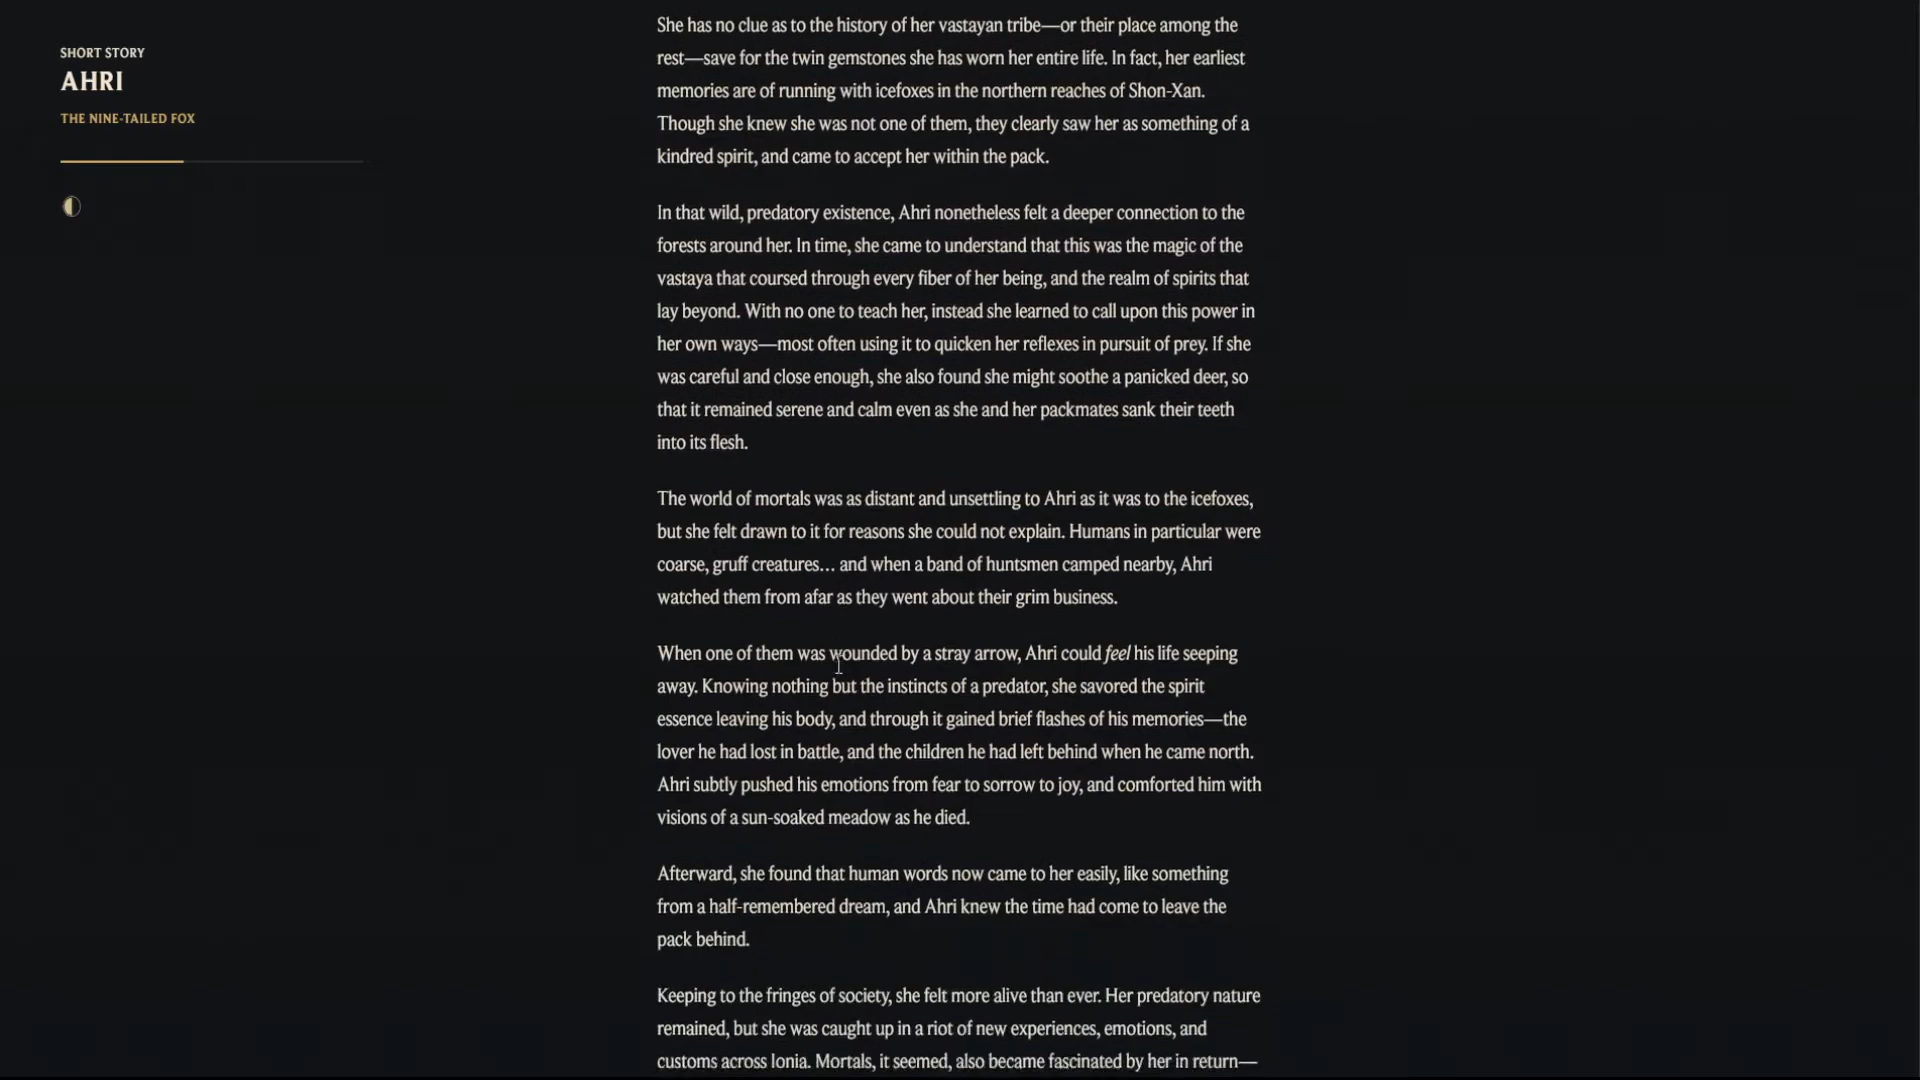 SHORT STORY
AHRI
THE NINE-TAILED FOX
She has no clue as to the history of her vastayan tribe—or their place among the
rest—save for the twin gemstones she has worn her entire life. In fact, her earliest
memories are of running with icefoxes in the northern reaches of Shon-Xan.
Though she knew she was not one of them, they clearly saw her as something of a
kindred spirit, and came to accept her within the pack.
In that wild, predatory existence, Ahri nonetheless felt a deeper connection to the
forests around her. In time, she came to understand that this was the magic of the
vastaya that coursed through every fiber of her being, and the realm of spirits that
lay beyond. With no one to teach her, instead she learned to call upon this power in
her own ways—most often using it to quicken her reflexes in pursuit of prey. If she
was careful and close enough, she also found she might soothe a panicked deer, so
that it remained serene and calm even as she and her packmates sank their teeth
into its flesh.
The world of mortals was as distant and unsettling to Ahri as it was to the icefoxes,
but she felt drawn to it for reasons she could not explain. Humans in particular were
coarse, gruff creatures… and when a band of huntsmen camped nearby, Ahri
watched them from afar as they went about their grim business.
When one of them was wounded by a stray arrow, Ahri could feel his life seeping
away. Knowing nothing but the instincts of a predator, she savored the spirit
essence leaving his body, and through it gained brief flashes of his memories—the
lover he had lost in battle, and the children he had left behind when he came north.
Ahri subtly pushed his emotions from fear to sorrow to joy, and comforted him with
visions of a sun-soaked meadow as he died.
Afterward, she found that human words now came to her easily, like something
from a half-remembered dream, and Ahri knew the time had come to leave the
pack behind.
Keeping to the fringes of society, she felt more alive than ever. Her predatory nature
remained, but she was caught up in a riot of new experiences, emotions, and
customs across Ionia. Mortals, it seemed, also became fascinated by her in return—